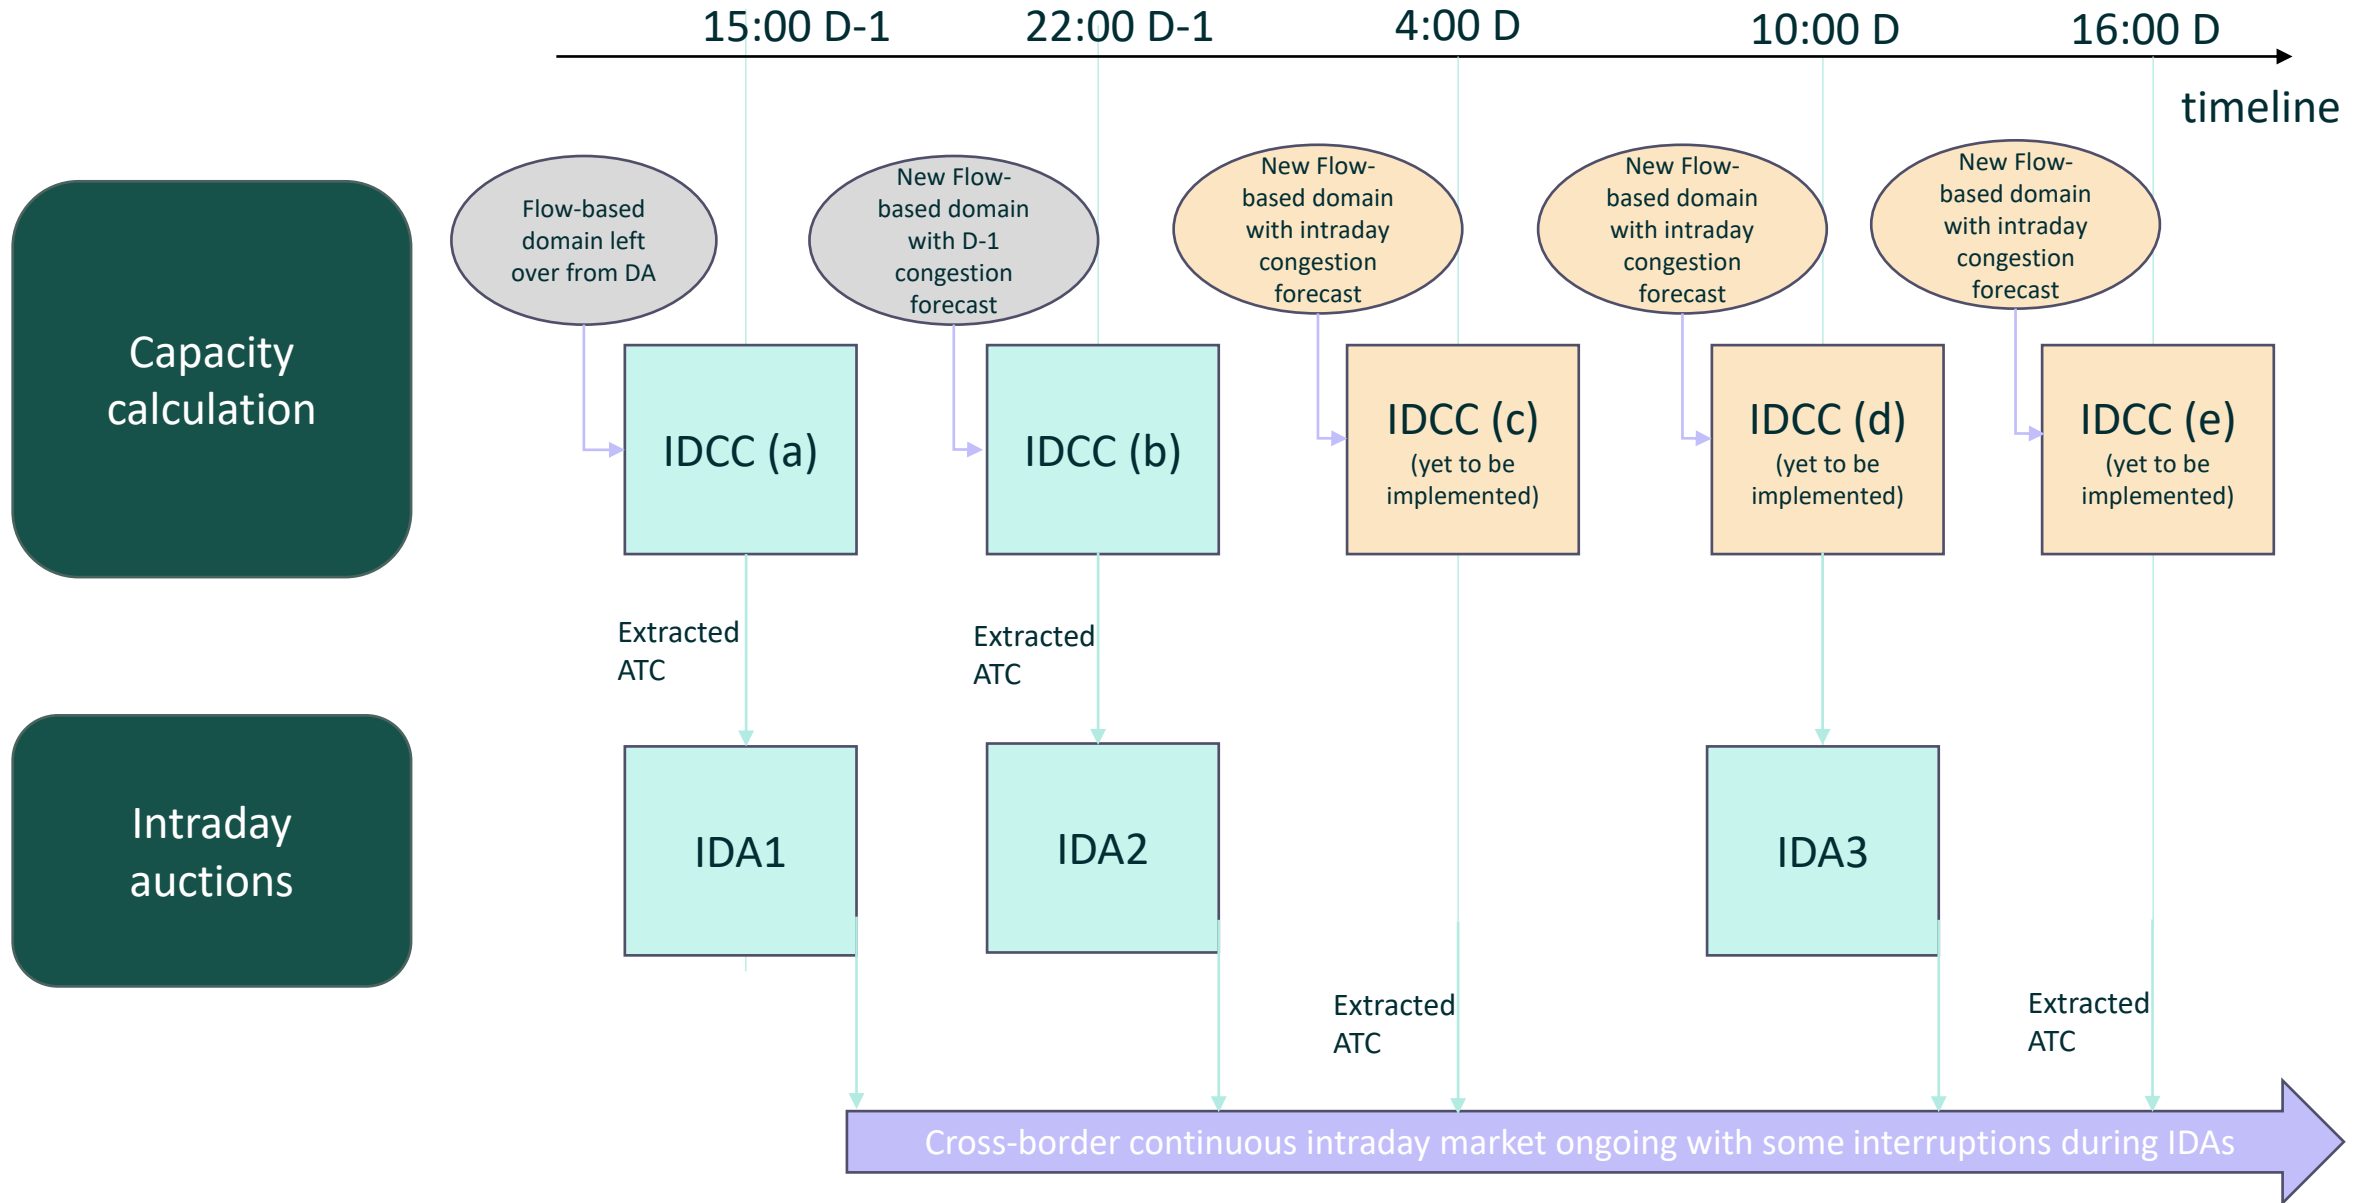 15:00 D-1
22:00 D-1
4:00 D
10:00 D
16:00 D
timeline
Capacity
calculation
Flow-based
domain left
over from DA
New Flow-
based domain
with D-1
congestion
forecast
New Flow-
based domain
with intraday
congestion
forecast
New Flow-
based domain
with intraday
congestion
forecast
New Flow-
based domain
with intraday
congestion
forecast
IDCC (a)
IDCC (b)
IDCC (c)
(yet to be
implemented)
IDCC (d)
(yet to be
implemented)
IDCC (e)
(yet to be
implemented)
Extracted
ATC
Extracted
ATC
Intraday
auctions
IDA1
IDA2
IDA3
Extracted
ATC
Extracted
ATC
Cross-border continuous intraday market ongoing with some interruptions during IDAs